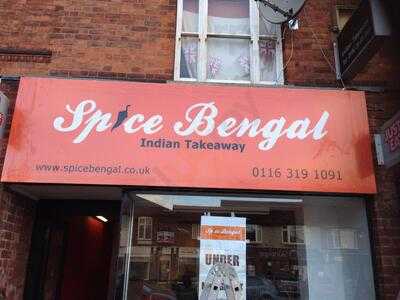 Spice Bengal
Indian Takeaway
www.spicebengal.co.uk
0116 319 1091
Spice Bengal
UNDER